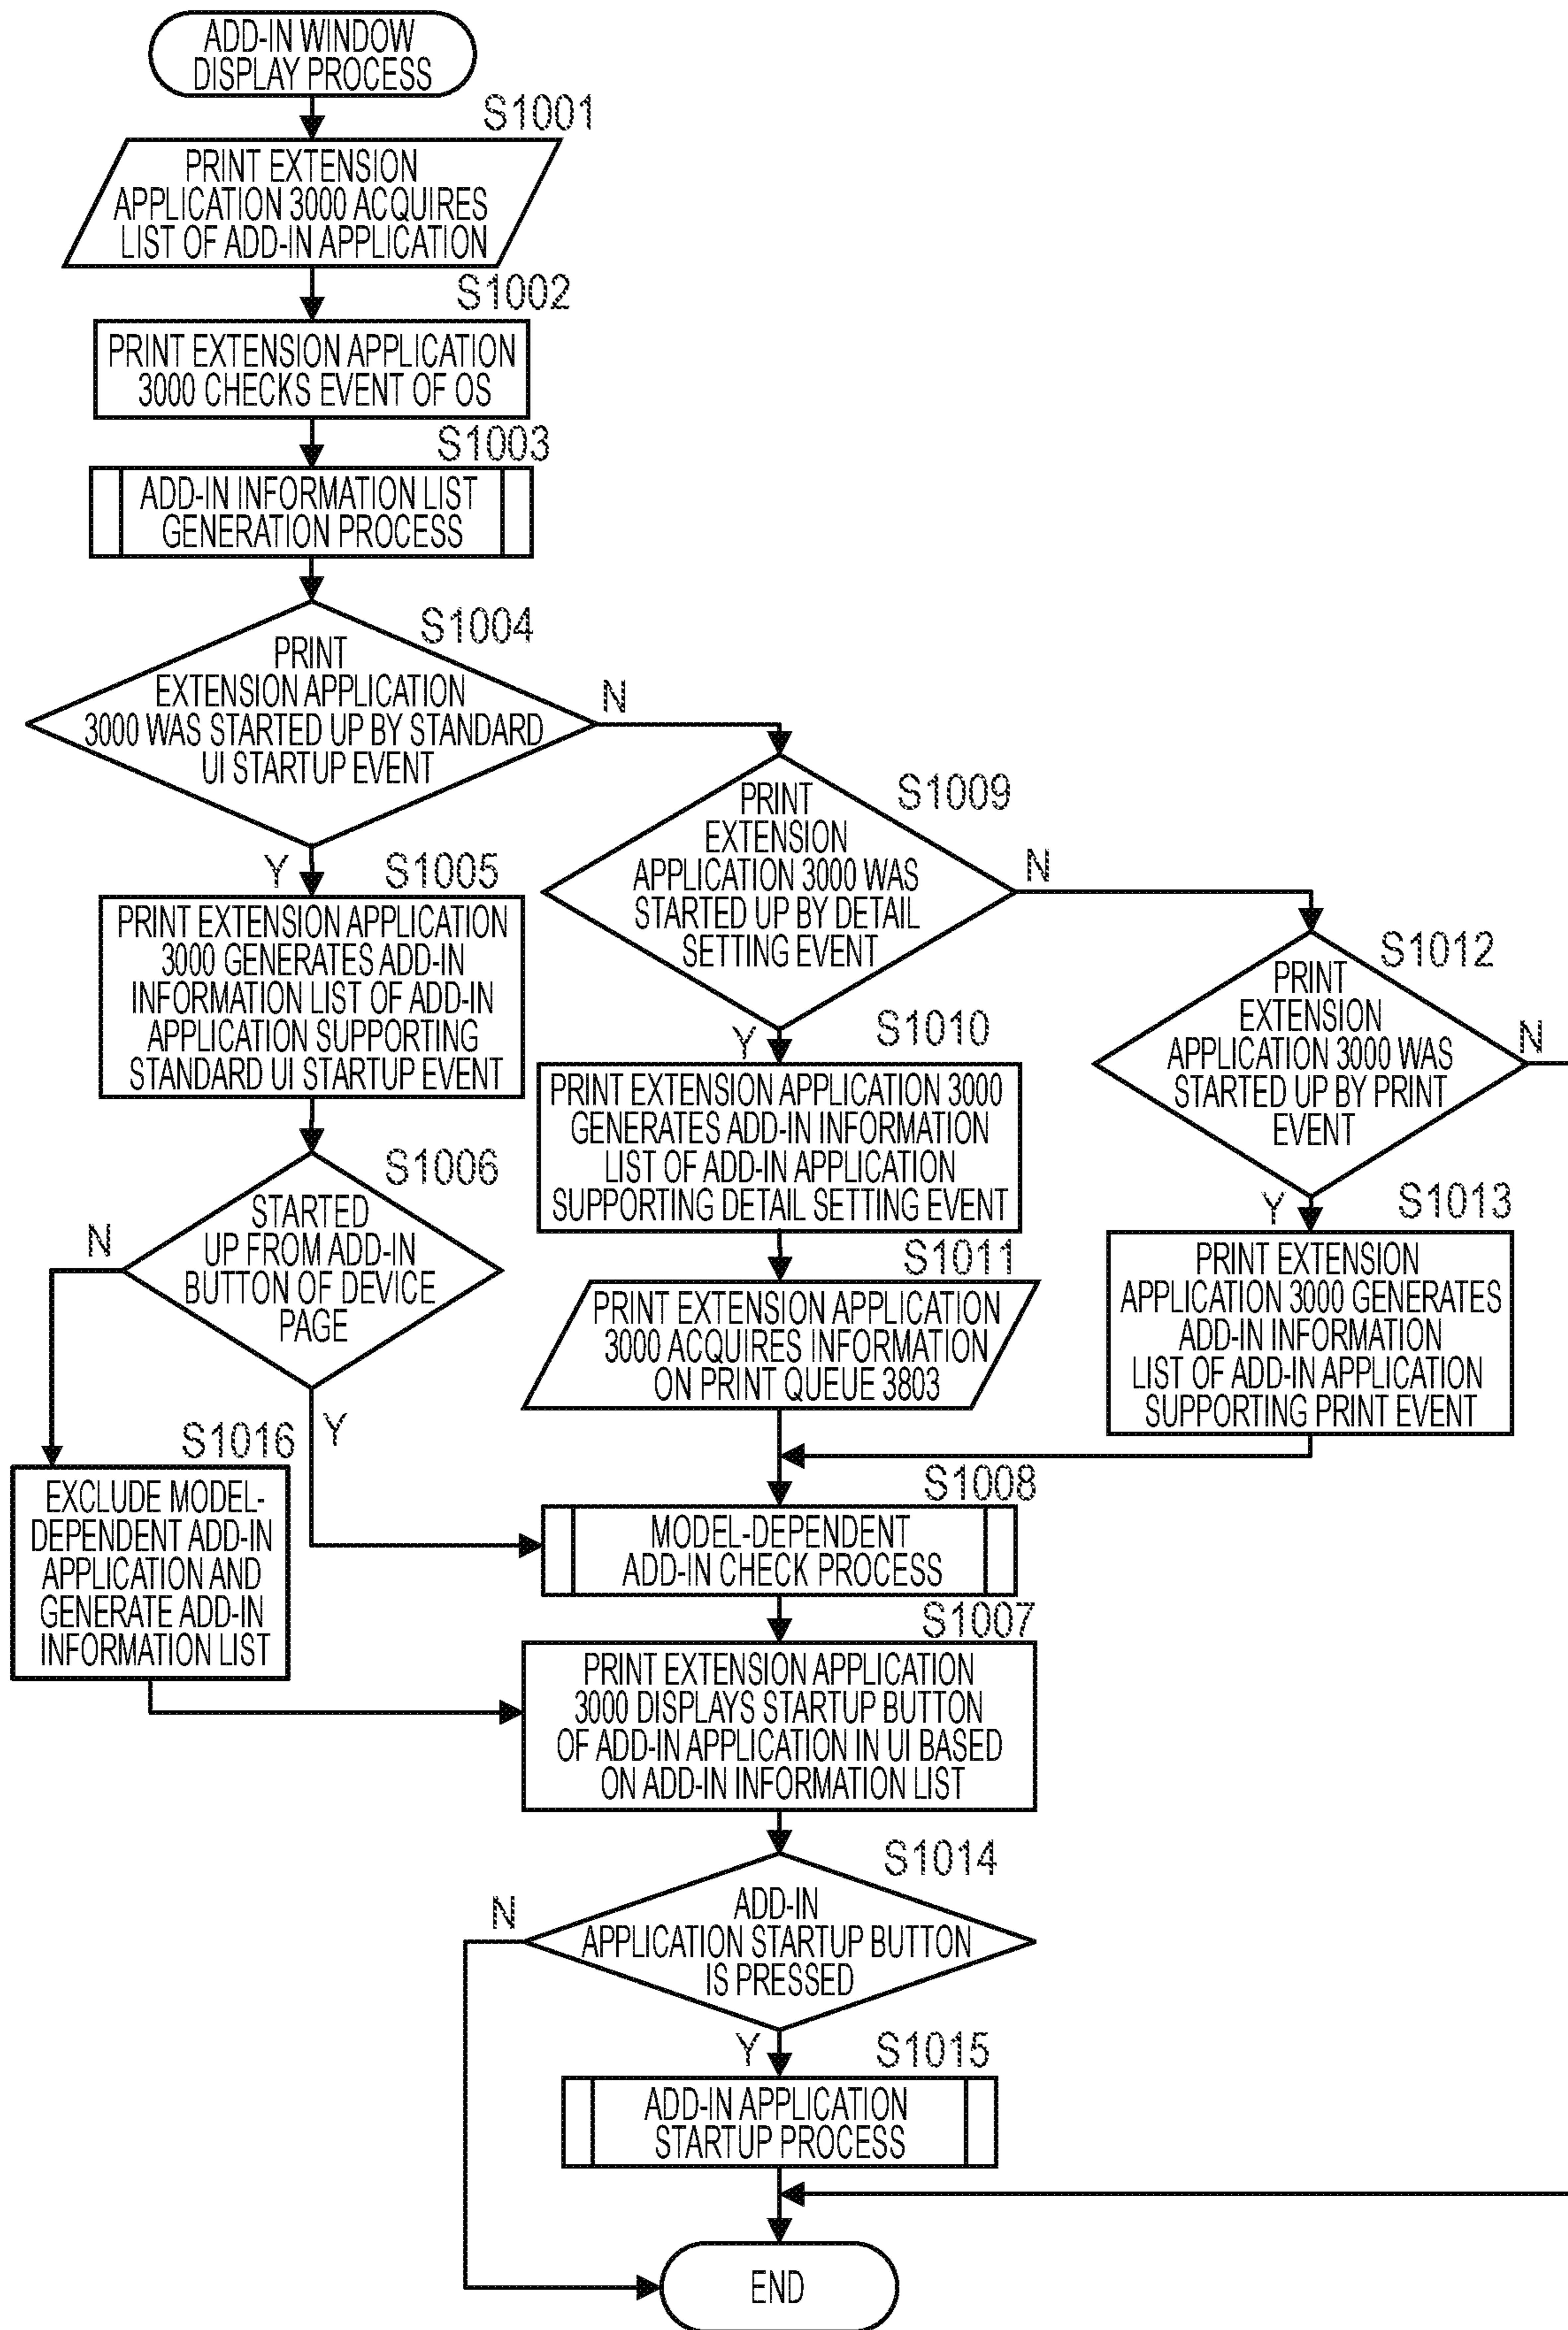 ADD-IN WINDOW
DISPLAY PROCESS
S1001
PRINT EXTENSION
APPLICATION 3000 ACQUIRES
LIST OF ADD-IN APPLICATION
S1002
PRINT EXTENSION APPLICATION
3000 CHECKS EVENT OF OS
S1003
ADD-IN INFORMATION LIST
GENERATION PROCESS
S1004
PRINT
EXTENSION APPLICATION
3000 WAS STARTED UP BY STANDARD
UI STARTUP EVENT
N
Y
S1005
PRINT EXTENSION APPLICATION
3000 GENERATES ADD-IN
INFORMATION LIST OF ADD-IN
APPLICATION SUPPORTING
STANDARD UI STARTUP EVENT
S1006
STARTED
UP FROM ADD-IN
BUTTON OF DEVICE
PAGE
N
Y
S1016
EXCLUDE MODEL-
DEPENDENT ADD-IN
APPLICATION AND
GENERATE ADD-IN
INFORMATION LIST
S1009
PRINT
EXTENSION
APPLICATION 3000 WAS
STARTED UP BY DETAIL
SETTING EVENT
N
Y
S1010
PRINT EXTENSION APPLICATION 3000
GENERATES ADD-IN INFORMATION
LIST OF ADD-IN APPLICATION
SUPPORTING DETAIL SETTING EVENT
S1011
PRINT EXTENSION APPLICATION
3000 ACQUIRES INFORMATION
ON PRINT QUEUE 3803
S1012
PRINT
EXTENSION
APPLICATION 3000 WAS
STARTED UP BY PRINT
EVENT
N
Y
S1013
PRINT EXTENSION
APPLICATION 3000 GENERATES
ADD-IN INFORMATION
LIST OF ADD-IN APPLICATION
SUPPORTING PRINT EVENT
S1008
MODEL-DEPENDENT
ADD-IN CHECK PROCESS
S1007
PRINT EXTENSION APPLICATION
3000 DISPLAYS STARTUP BUTTON
OF ADD-IN APPLICATION IN UI BASED
ON ADD-IN INFORMATION LIST
S1014
ADD-IN
APPLICATION STARTUP BUTTON
IS PRESSED
N
Y
S1015
ADD-IN APPLICATION
STARTUP PROCESS
END